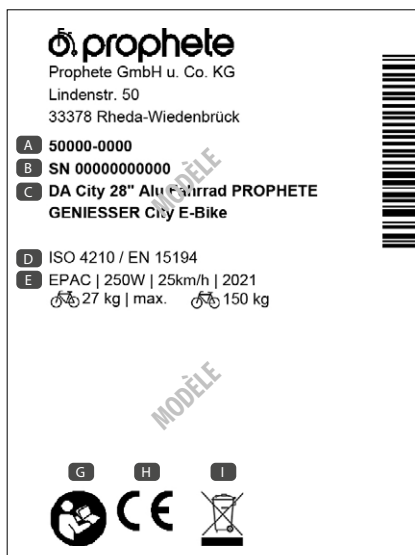 prophete
Prophete GmbH u. Co. KG
Lindenstr. 50
33378 Rheda-Wiedenbrück
A 50000-0000
B SN 00000000000
C DA City 28" Alu Fahrrad PROPHETE
GENIESSER City E-Bike
MODÈLE
D ISO 4210 / EN 15194
E EPAC | 250W | 25km/h | 2021
27 kg | max. 150 kg
MODÈLE
G H I
CE